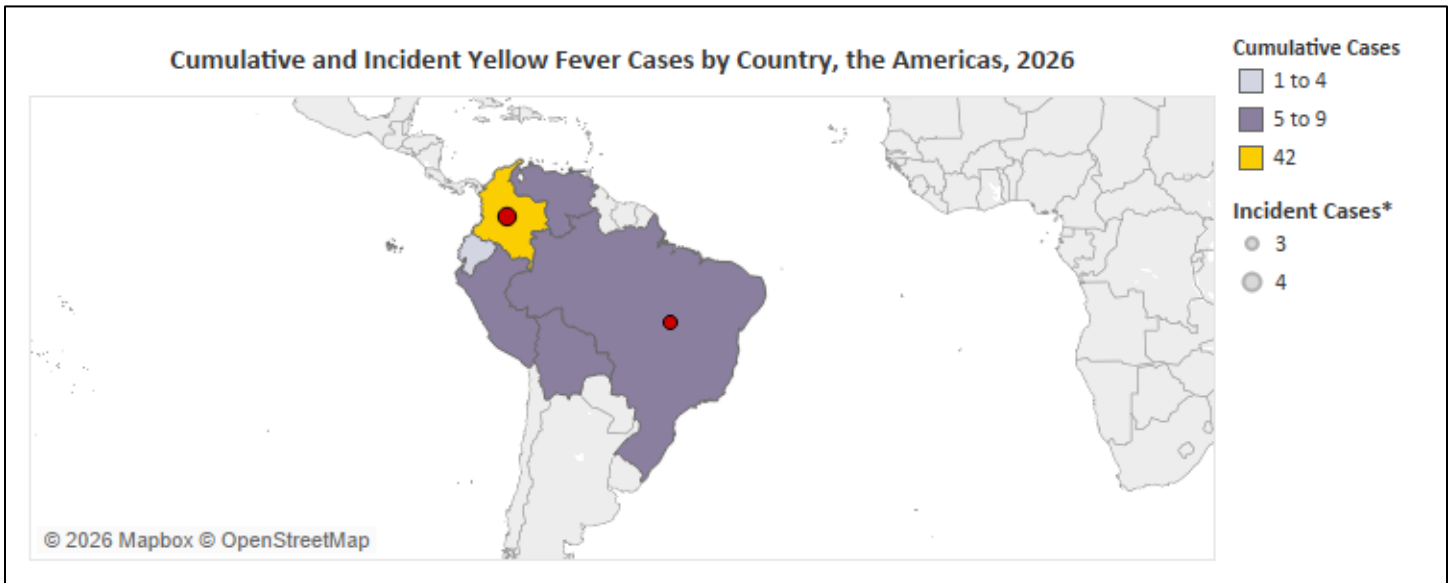 Cumulative and Incident Yellow Fever Cases by Country, the Americas, 2026
Cumulative Cases
1 to 4
5 to 9
42
Incident Cases*
3
4
© 2026 Mapbox © OpenStreetMap